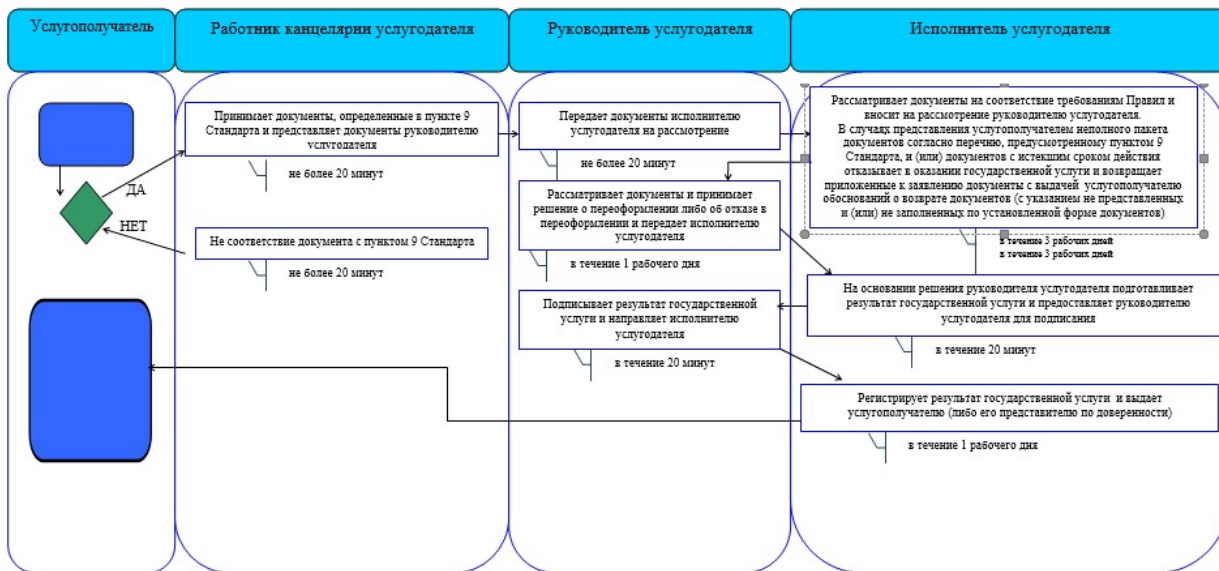 Услугополучатель
Работник канцелярии услугодателя
Руководитель услугодателя
Исполнитель услугодателя
Принимает документы, определенные в пункте 9
Стандарта и представляет документы руководителю
услугодателя
не более 20 минут
ДА
НЕТ
Не соответствие документа с пунктом 9 Стандарта
не более 20 минут
Передает документы исполнителю
услугодателя на рассмотрение
не более 20 минут
Рассматривает документы и принимает
решение о переоформлении либо об отказе в
переоформлении и передает исполнителю
услугодателя
в течение 1 рабочего дня
Подписывает результат государственной
услуги и направляет исполнителю
услугодателя
в течение 20 минут
Рассматривает документы на соответствие требованиям Правил и
вносит на рассмотрение руководителю услугодателя.
В случаях представления услугополучателем неполного пакета
документов согласно перечню, предусмотренному пунктом 9
Стандарта, и (или) документов с истекшим сроком действия
отказывает в оказании государственной услуги и возвращает
приложенные к заявлению документы с выдачей услугополучателю
обоснований о возврате документов (с указанием не представленных
и (или) не заполненных по установленной форме документов)
в течение 3 рабочих дней
в течение 3 рабочих дней
На основании решения руководителя услугодателя подготавливает
результат государственной услуги и предоставляет руководителю
услугодателя для подписания
в течение 20 минут
Регистрирует результат государственной услуги и выдает
услугополучателю (либо его представителю по доверенности)
в течение 1 рабочего дня